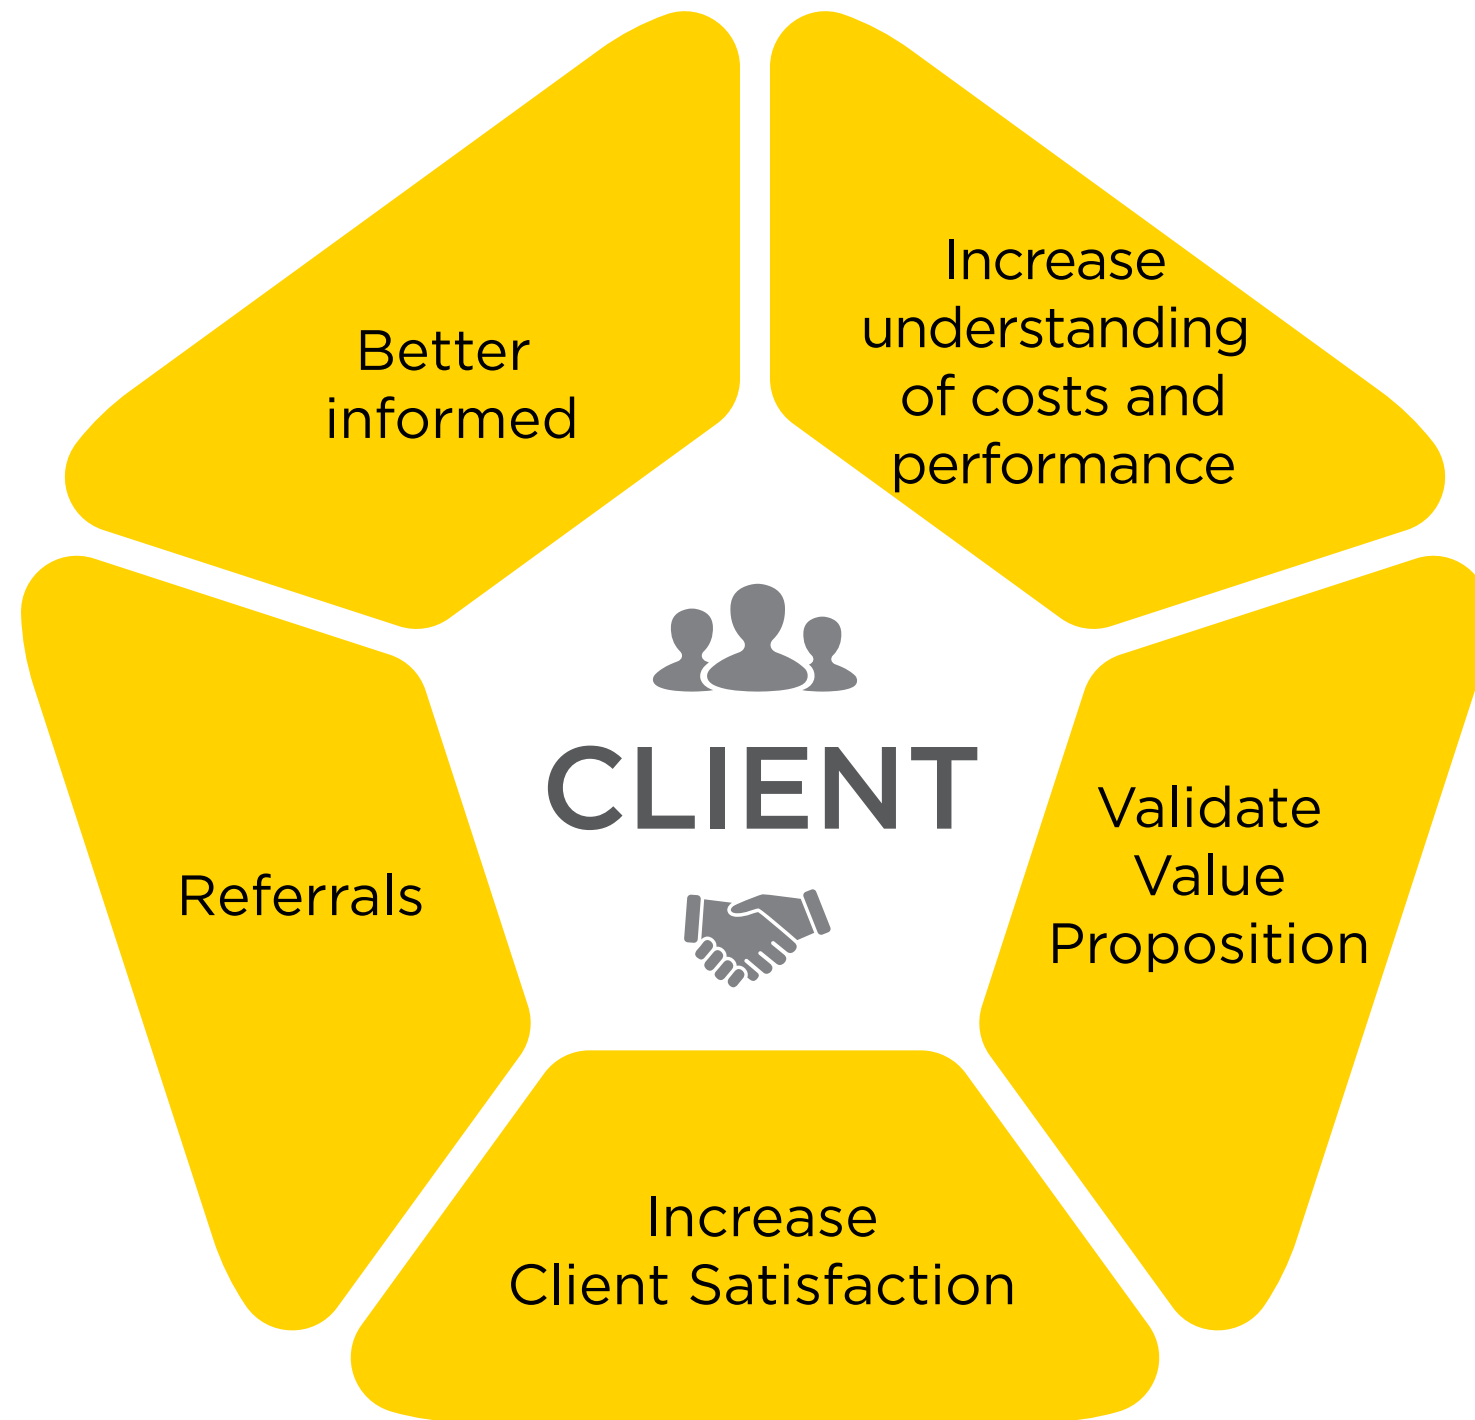 Better
informed
Increase
understanding
of costs and
performance
CLIENT
Validate
Value
Proposition
Referrals
Increase
Client Satisfaction